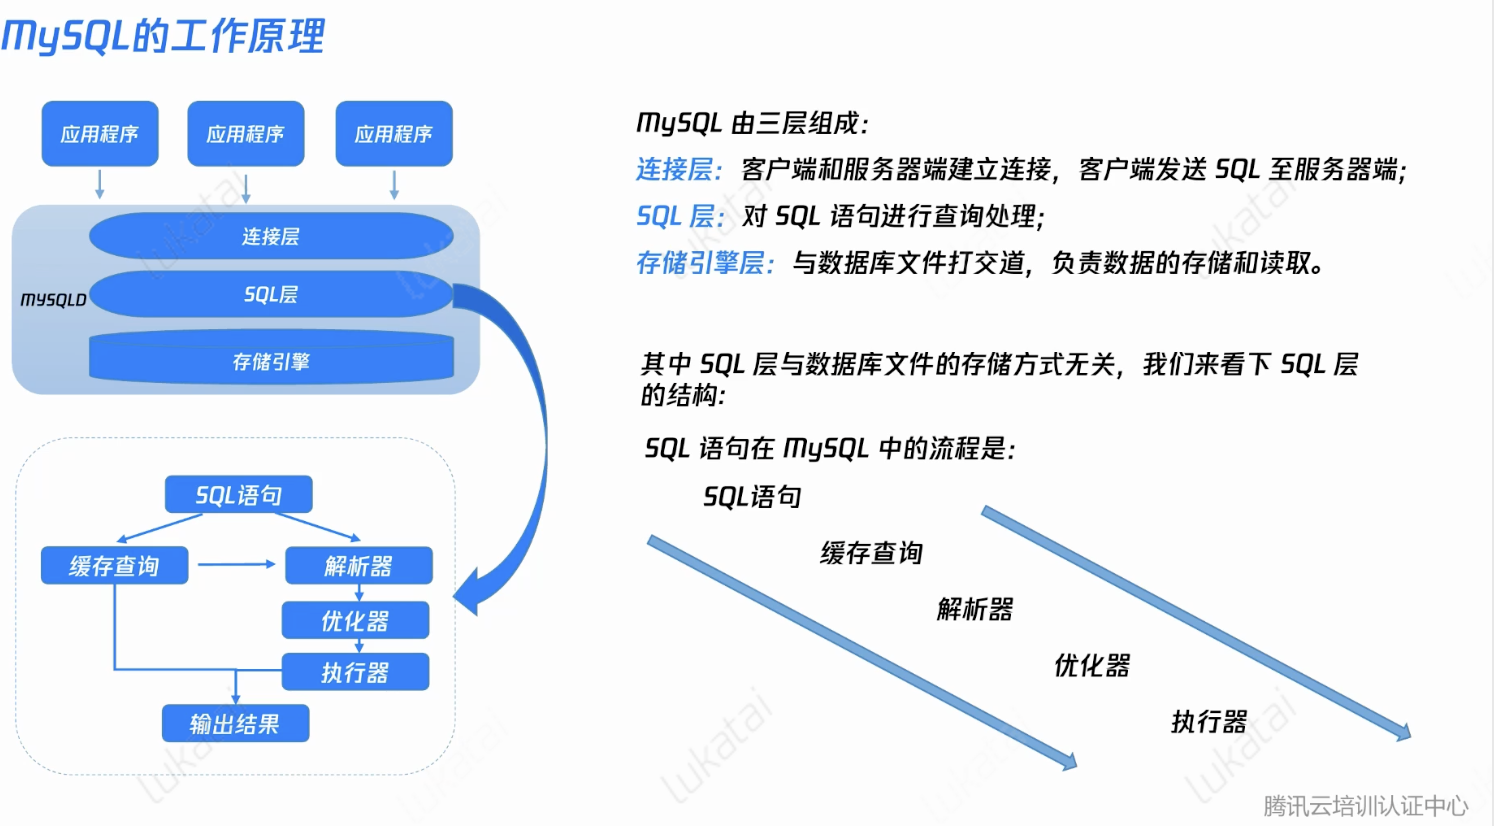 MySQL的工作原理
应用程序
应用程序
应用程序
连接层
MYSQLD
SQL层
存储引擎
SQL语句
缓存查询
解析器
优化器
执行器
输出结果
MySQL 由三层组成：
连接层：客户端和服务器端建立连接，客户端发送 SQL 至服务器端；
SQL 层：对 SQL 语句进行查询处理；
存储引擎层：与数据库文件打交道，负责数据的存储和读取。
其中 SQL 层与数据库文件的存储方式无关，我们来看下 SQL 层
的结构：
SQL 语句在 MySQL 中的流程是：
SQL语句
缓存查询
解析器
优化器
执行器
腾讯云培训认证中心
lukatai
lukatai
lukatai
lukatai
lukatai
lukatai